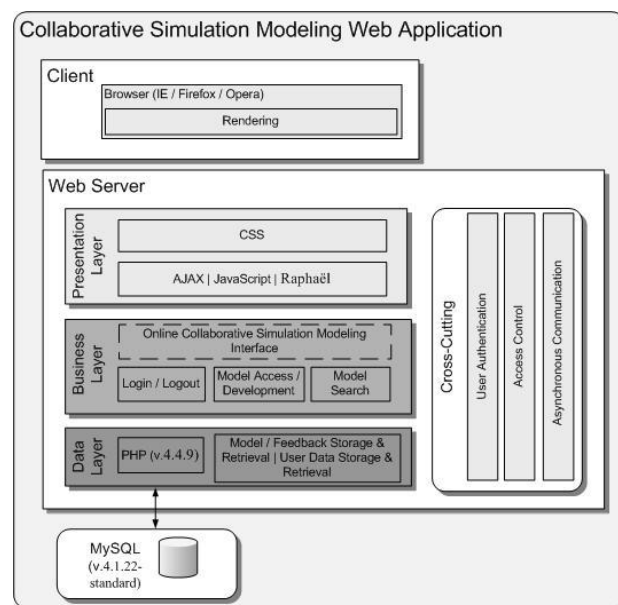 Collaborative Simulation Modeling Web Application
Client
Browser (IE / Firefox / Opera)
Rendering
Web Server
Presentation
Layer
CSS
AJAX | JavaScript | Raphaël
Business
Layer
Online Collaborative Simulation Modeling
Interface
Login / Logout
Model Access /
Development
Model
Search
Data
Layer
PHP (v.4.4.9)
Model / Feedback Storage &
Retrieval | User Data Storage &
Retrieval
Cross-Cutting
User Authentication
Access Control
Asynchronous Communication
MySQL
(v.4.1.22-
standard)